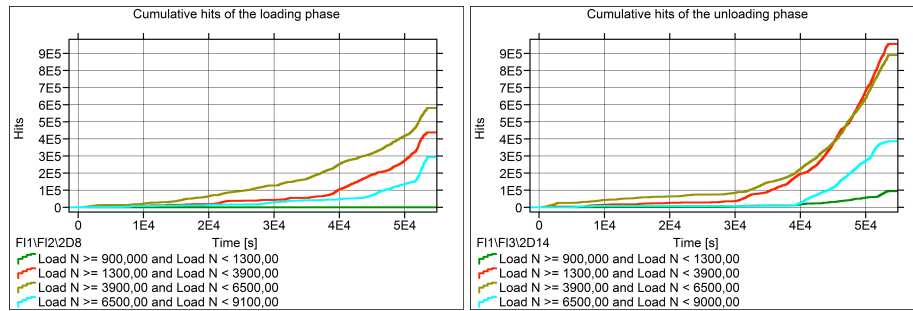 Cumulative hits of the loading phase
9E5
8E5
7E5
6E5
5E5
4E5
3E5
2E5
1E5
0
Hits
0 1E4 2E4 3E4 4E4 5E4
FI1\FI2\2D8 Time [s]
Load N >= 900,000 and Load N < 1300,00
Load N >= 1300,00 and Load N < 3900,00
Load N >= 3900,00 and Load N < 6500,00
Load N >= 6500,00 and Load N < 9100,00
Cumulative hits of the unloading phase
9E5
8E5
7E5
6E5
5E5
4E5
3E5
2E5
1E5
0
Hits
0 1E4 2E4 3E4 4E4 5E4
FI1\FI3\2D14 Time [s]
Load N >= 900,000 and Load N < 1300,00
Load N >= 1300,00 and Load N < 3900,00
Load N >= 3900,00 and Load N < 6500,00
Load N >= 6500,00 and Load N < 9000,00